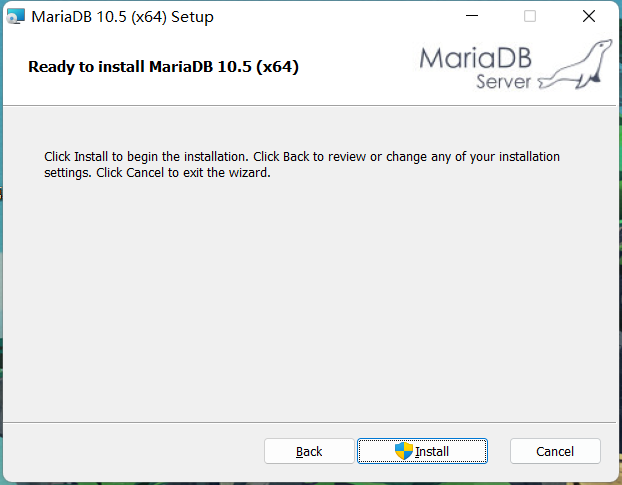 MariaDB 10.5 (x64) Setup
Ready to install MariaDB 10.5 (x64)
MariaDB
Server
Click Install to begin the installation. Click Back to review or change any of your installation
settings. Click Cancel to exit the wizard.
Back
Install
Cancel